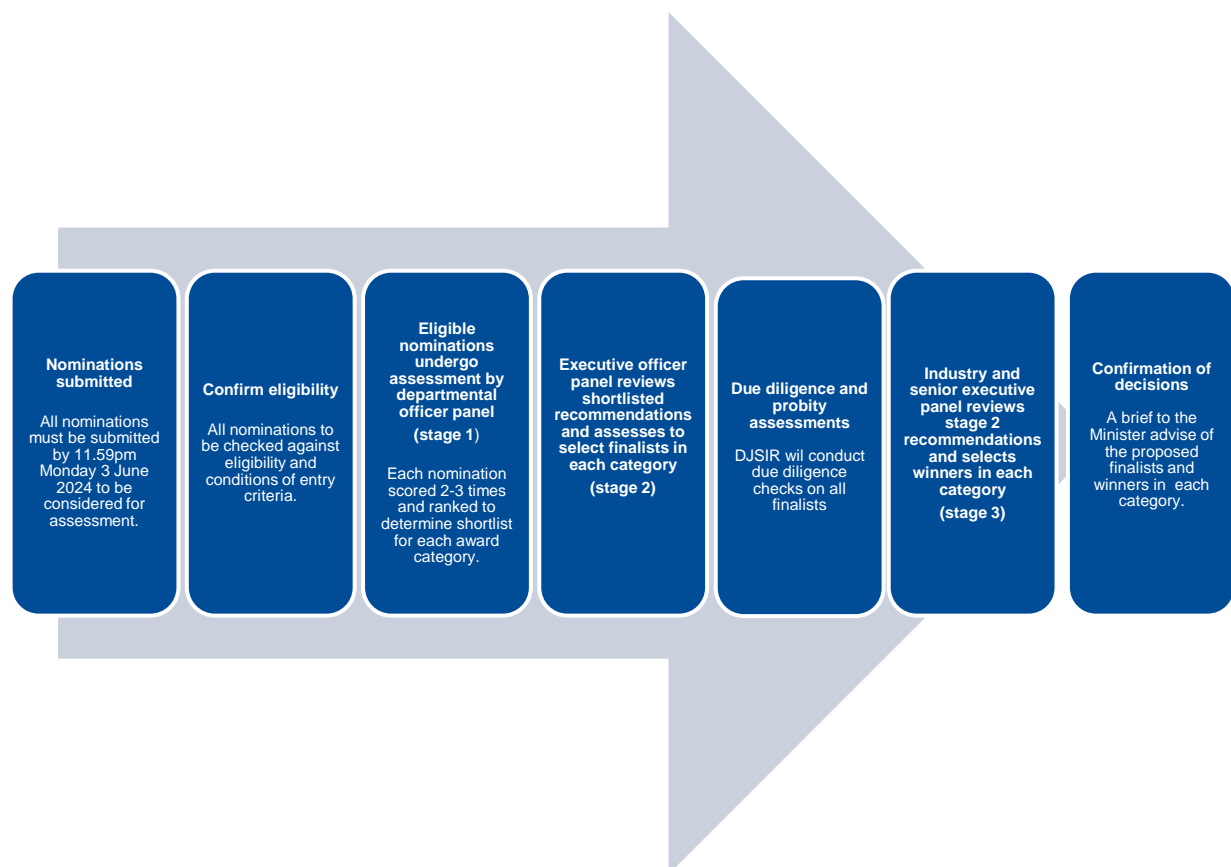 Nominations
submitted
All nominations
must be submitted
by 11.59pm
Monday 3 June
2024 to be
considered for
assessment.
Confirm eligibility
All nominations to
be checked against
eligibility and
conditions of entry
criteria.
Eligible
nominations
undergo
assessment by
departmental
officer panel
(stage 1)
Each nomination
scored 2-3 times
and ranked to
determine shortlist
for each award
category.
Executive officer
panel reviews
shortlisted
recommendations
and assesses to
select finalists in
each category
(stage 2)
Due diligence and
probity
assessments
DJSIR wil conduct
due diligence
checks on all
finalists
Industry and
senior executive
panel reviews
stage 2
recommendations
and selects
winners in each
category
(stage 3)
Confirmation of
decisions
A brief to the
Minister advise of
the proposed
finalists and
winners in each
category.